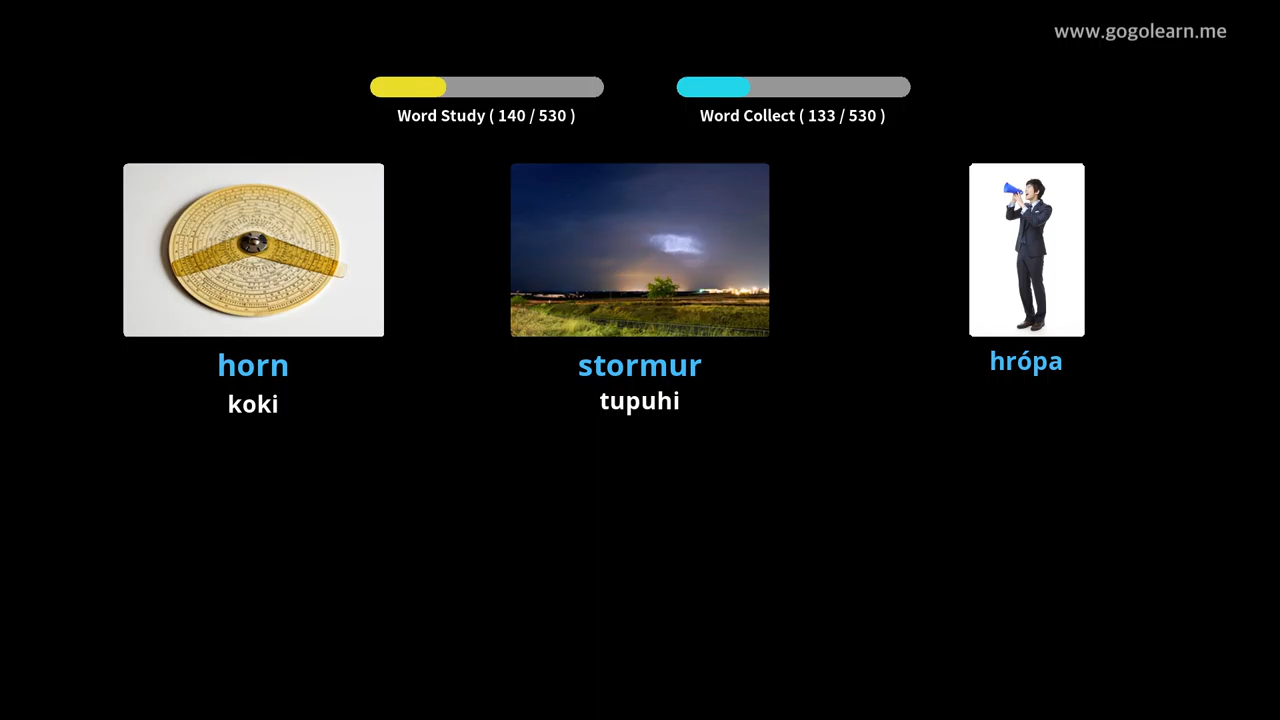 www.gogolearn.me
Word Study ( 140 / 530 )
Word Collect ( 133 / 530 )
horn
koki
stormur
tupuhi
hrópa